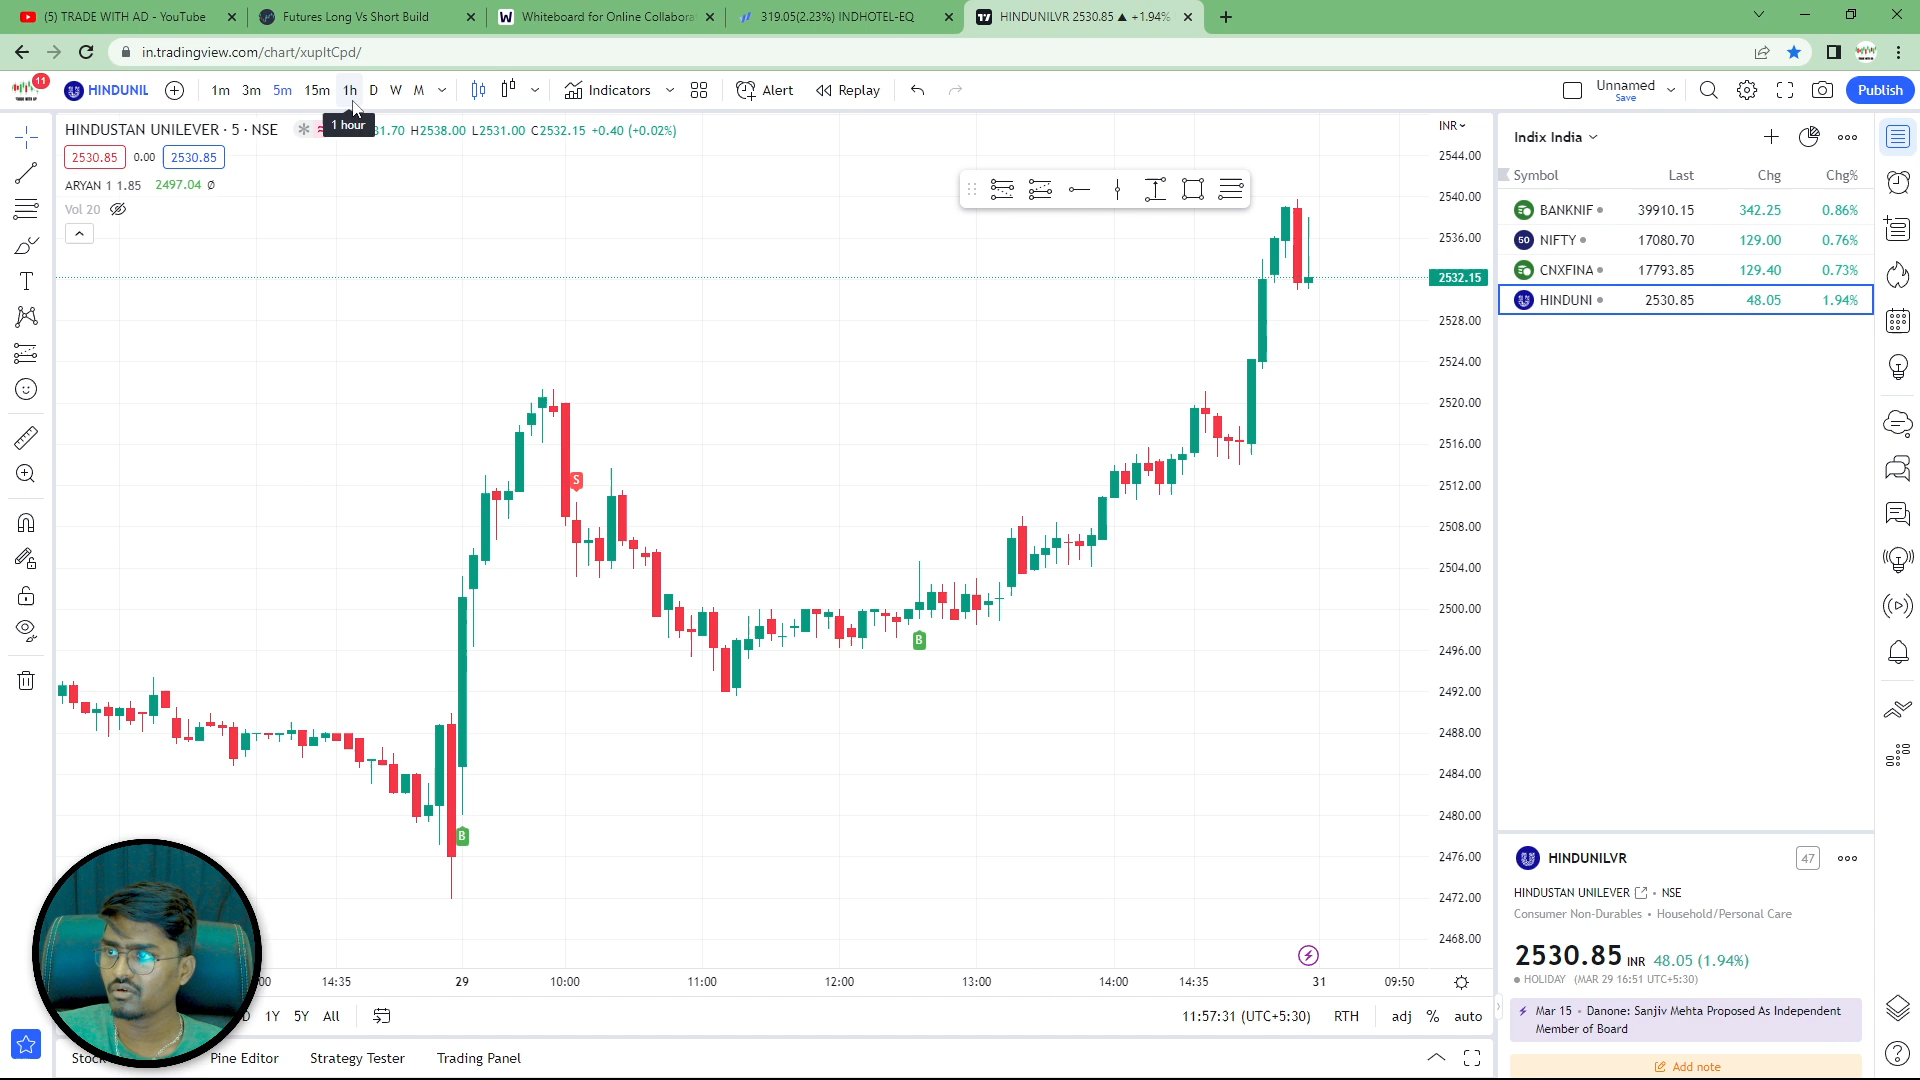 (5) TRADE WITH AD - YouTube
Futures Long Vs Short Build
Whiteboard for Online Collabora
319.05(2.23%) INDHOTEL-EQ
HINDUNILVR 2530.85 ▲ +1.94%
in.tradingview.com/chart/xupItCpd/
11
HINDUNIL
1m 3m 5m 15m 1h D W M
Indicators
Alert
Replay
Unnamed
Save
Publish
1 hour
HINDUSTAN UNILEVER · 5 · NSE
31.70 H2538.00 L2531.00 C2532.15 +0.40 (+0.02%)
2530.85 0.00 2530.85
ARYAN 1 1.85 2497.04 Ø
Vol 20
INR
2544.00
2540.00
2536.00
2532.15
2528.00
2524.00
2520.00
2516.00
2512.00
2508.00
2504.00
2500.00
2496.00
2492.00
2488.00
2484.00
2480.00
2476.00
2472.00
2468.00
S
B
B
:00 14:35 29 10:00 11:00 12:00 13:00 14:00 14:35 31 09:50
D 1Y 5Y All
11:57:31 (UTC+5:30) RTH adj % auto
Stock
Pine Editor
Strategy Tester
Trading Panel
Indix India
Symbol Last Chg Chg%
BANKNIF 39910.15 342.25 0.86%
50 NIFTY 17080.70 129.00 0.76%
CNXFINA 17793.85 129.40 0.73%
HINDUNI 2530.85 48.05 1.94%
HINDUNILVR
47
HINDUSTAN UNILEVER • NSE
Consumer Non-Durables • Household/Personal Care
2530.85 INR 48.05 (1.94%)
HOLIDAY (MAR 29 16:51 UTC+5:30)
Mar 15 • Danone: Sanjiv Mehta Proposed As Independent
Member of Board
Add note